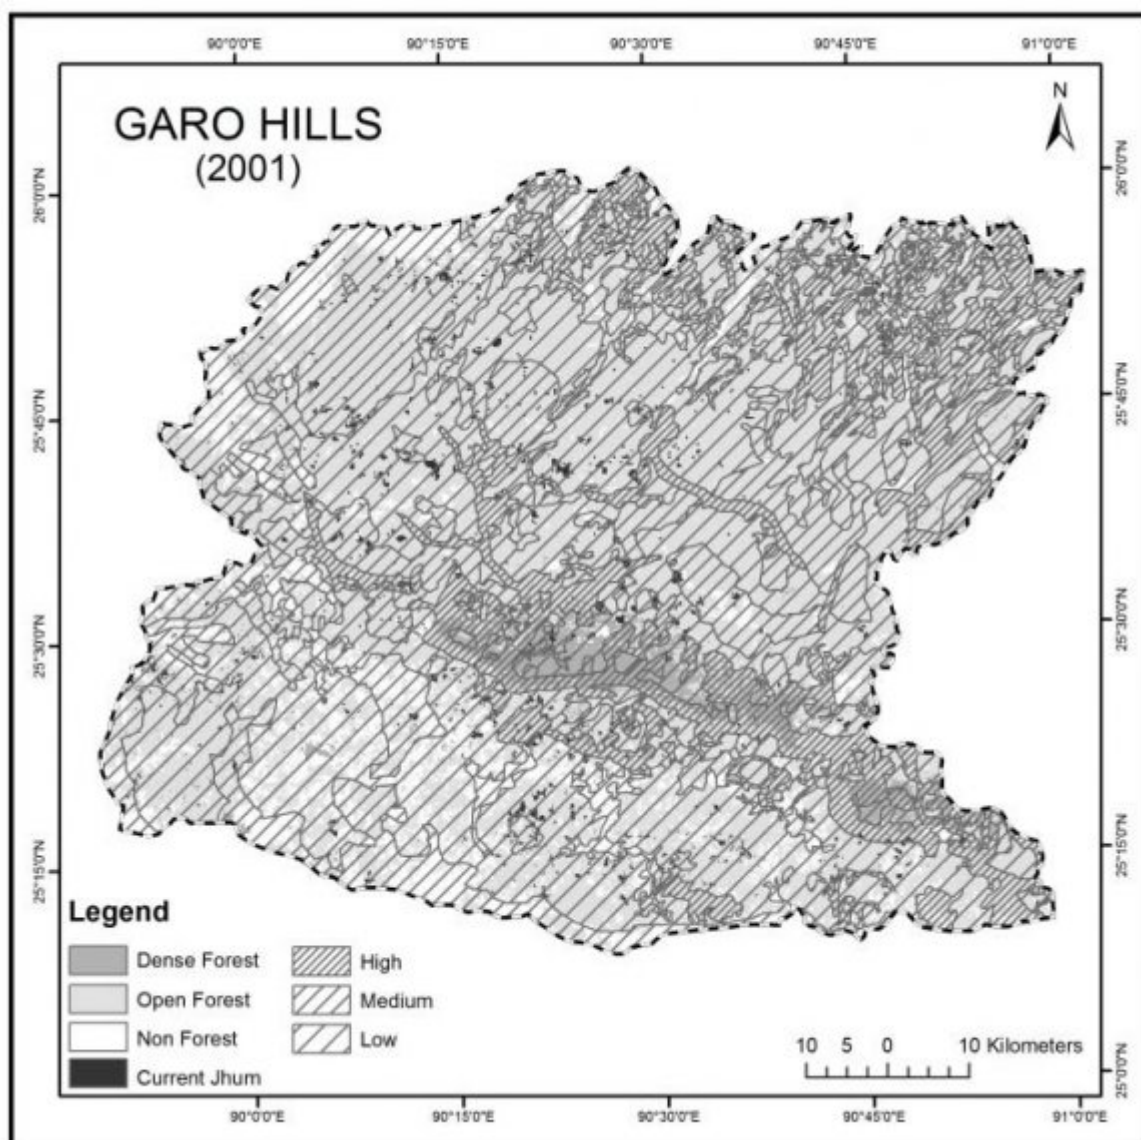 90°0'0"E 90°15'0"E 90°30'0"E 90°45'0"E 91°0'0"E
GARO HILLS
(2001)
N
26°0'0"N
26°0'0"N
25°45'0"N
25°45'0"N
25°30'0"N
25°30'0"N
25°15'0"N
25°15'0"N
25°0'0"N
Legend
Dense Forest High
Open Forest Medium
Non Forest Low
Current Jhum
10 5 0 10 Kilometers
90°0'0"E 90°15'0"E 90°30'0"E 90°45'0"E 91°0'0"E